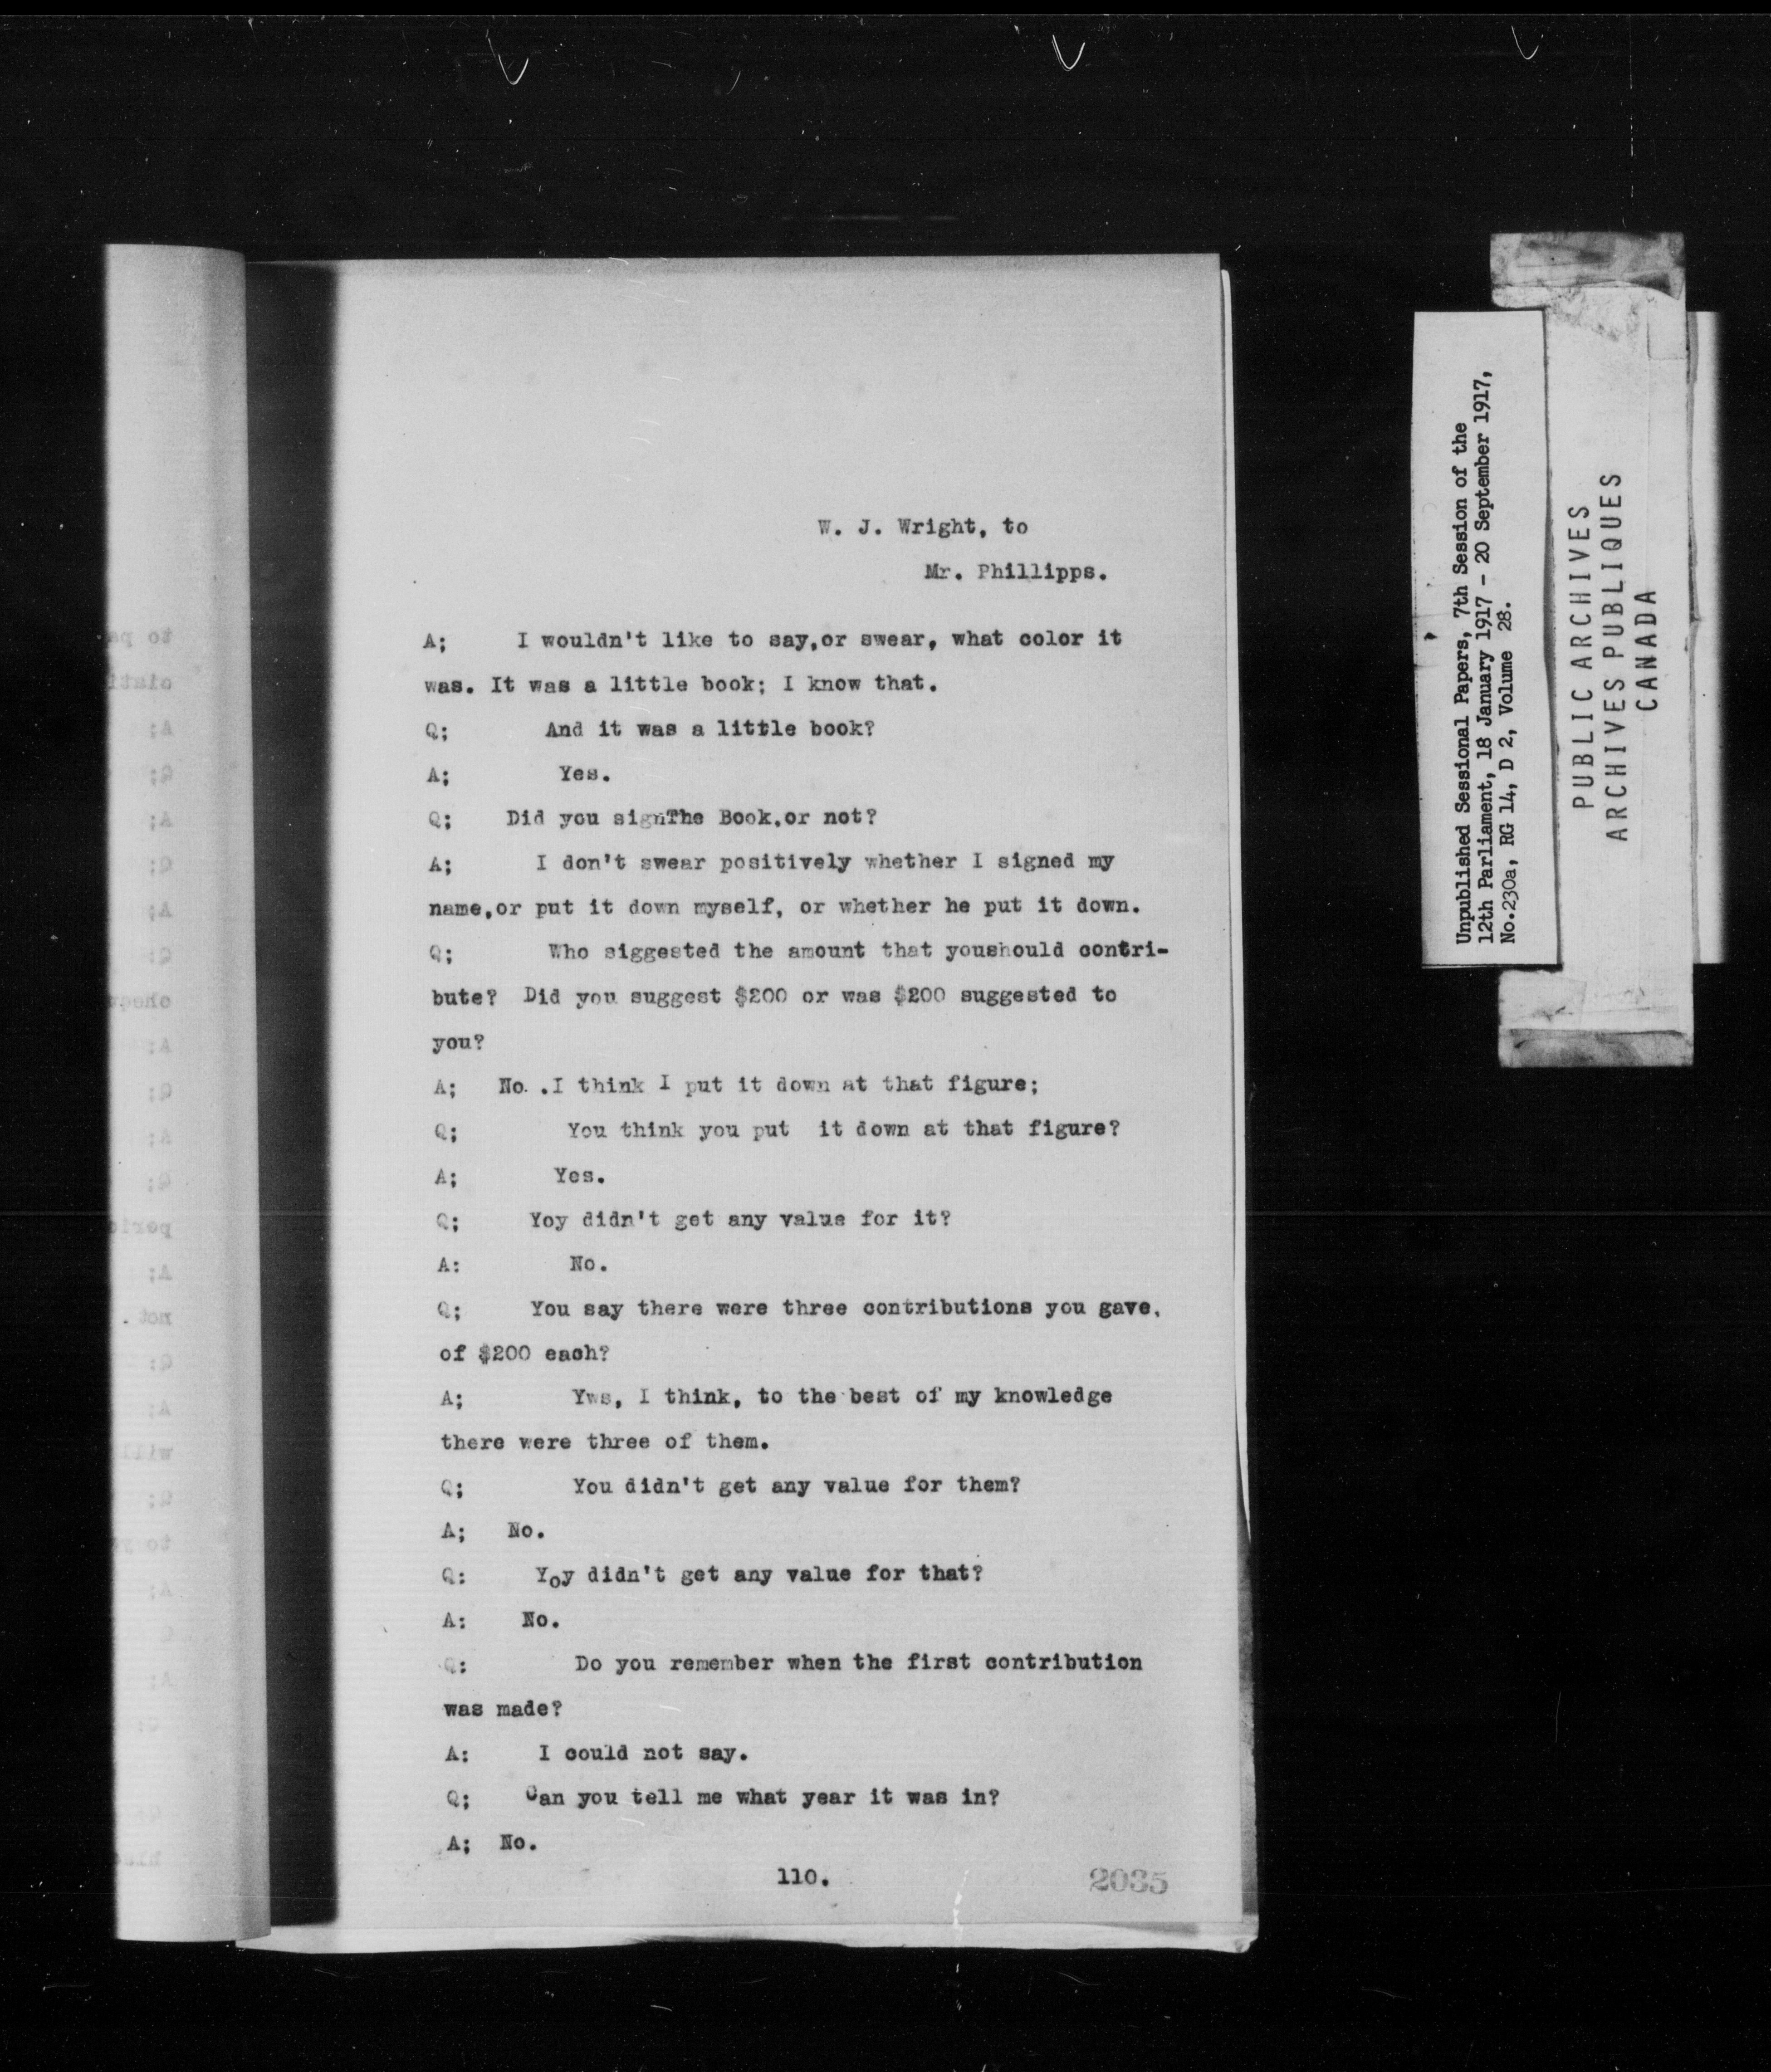 W. J. Wright, to
Mr. Phillipps.
A; I wouldn't like to say,or swear, what color it
was. It was a little book; I know that.
Q; And it was a little book?
A; Yes.
Q; Did you signThe Book,or not?
A; I don't swear positively whether I signed my
name,or put it down myself, or whether he put it down.
Q; Who siggested the amount that youshould contri-
bute? Did you suggest $200 or was $200 suggested to
you?
A; No. .I think I put it down at that figure;
Q; You think you put it down at that figure?
A; Yes.
Q; Yoy didn't get any value for it?
A: No.
Q; You say there were three contributions you gave,
of $200 each?
A; Yws, I think, to the best of my knowledge
there were three of them.
Q; You didn't get any value for them?
A; No.
Q: Yoy didn't get any value for that?
A: No.
Q: Do you remember when the first contribution
was made?
A: I could not say.
Q; Can you tell me what year it was in?
A; No.
110.
2035
Unpublished Sessional Papers, 7th Session of the
12th Parliament, 18 January 1917 - 20 September 1917,
No.230a, RG 14, D 2, Volume 28.
PUBLIC ARCHIVES
ARCHIVES PUBLIQUES
CANADA